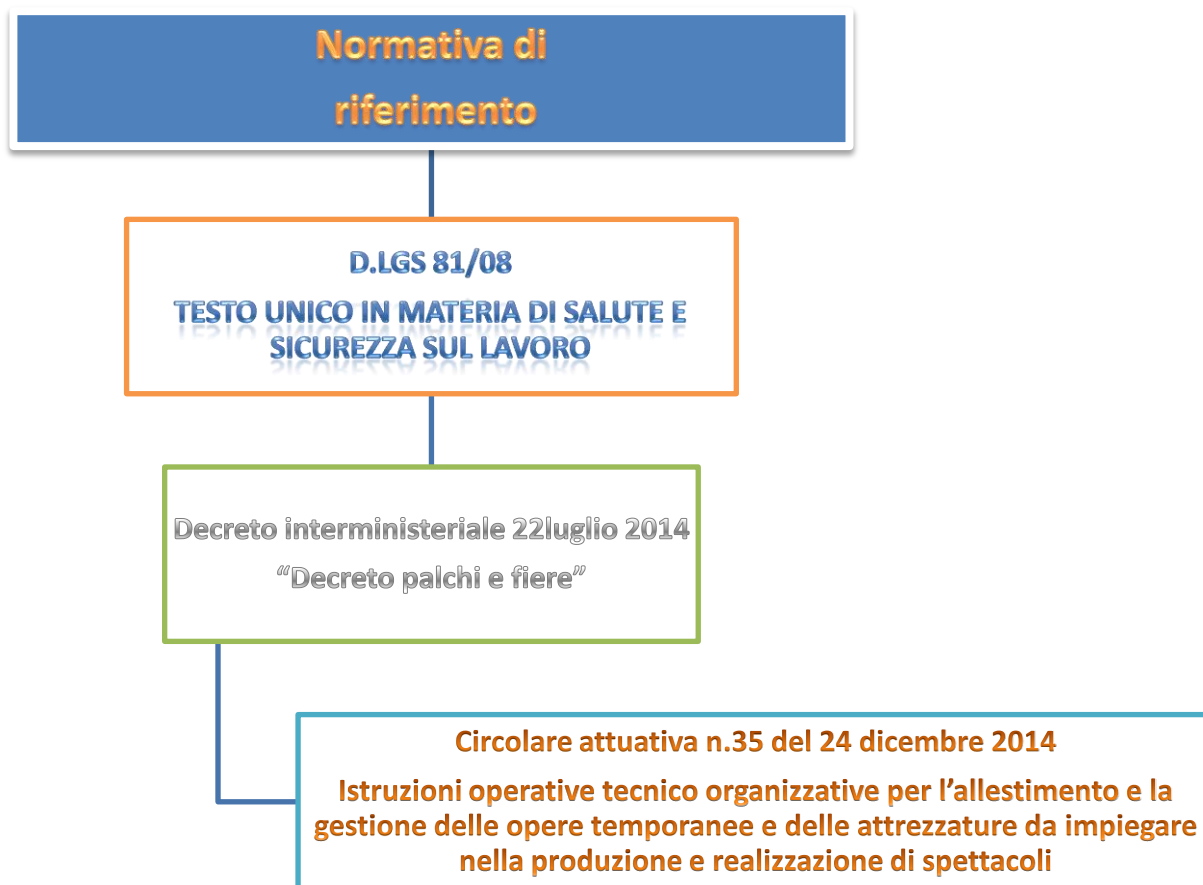 Normativa di
riferimento
D.LGS 81/08
TESTO UNICO IN MATERIA DI SALUTE E
SICUREZZA SUL LAVORO
Decreto interministeriale 22luglio 2014
“Decreto palchi e fiere”
Circolare attuativa n.35 del 24 dicembre 2014
Istruzioni operative tecnico organizzative per l’allestimento e la
gestione delle opere temporanee e delle attrezzature da impiegare
nella produzione e realizzazione di spettacoli